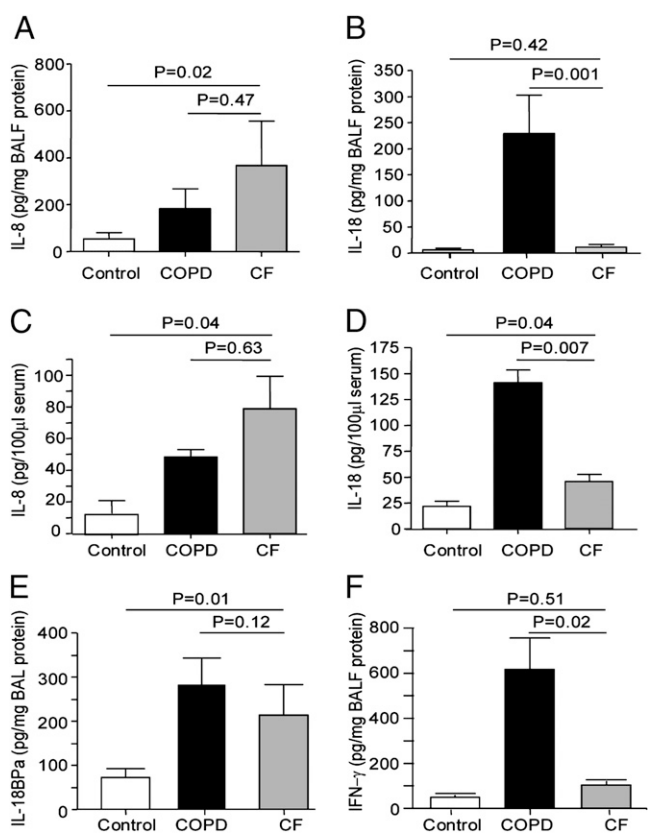 A
P=0.02
P=0.47
IL-8 (pg/mg BALF protein)
800
600
400
200
0
Control COPD CF
B
P=0.42
P=0.001
IL-18 (pg/mg BALF protein)
350
300
250
200
150
100
50
0
Control COPD CF
C
P=0.04
P=0.63
IL-8 (pg/100µl serum)
100
80
60
40
20
0
Control COPD CF
D
P=0.04
P=0.007
IL-18 (pg/100µl serum)
175
150
125
100
75
50
25
0
Control COPD CF
E
P=0.01
P=0.12
IL-18BPa (pg/mg BAL protein)
400
300
200
100
0
Control COPD CF
F
P=0.51
P=0.02
IFN-γ (pg/mg BALF protein)
800
600
400
200
0
Control COPD CF